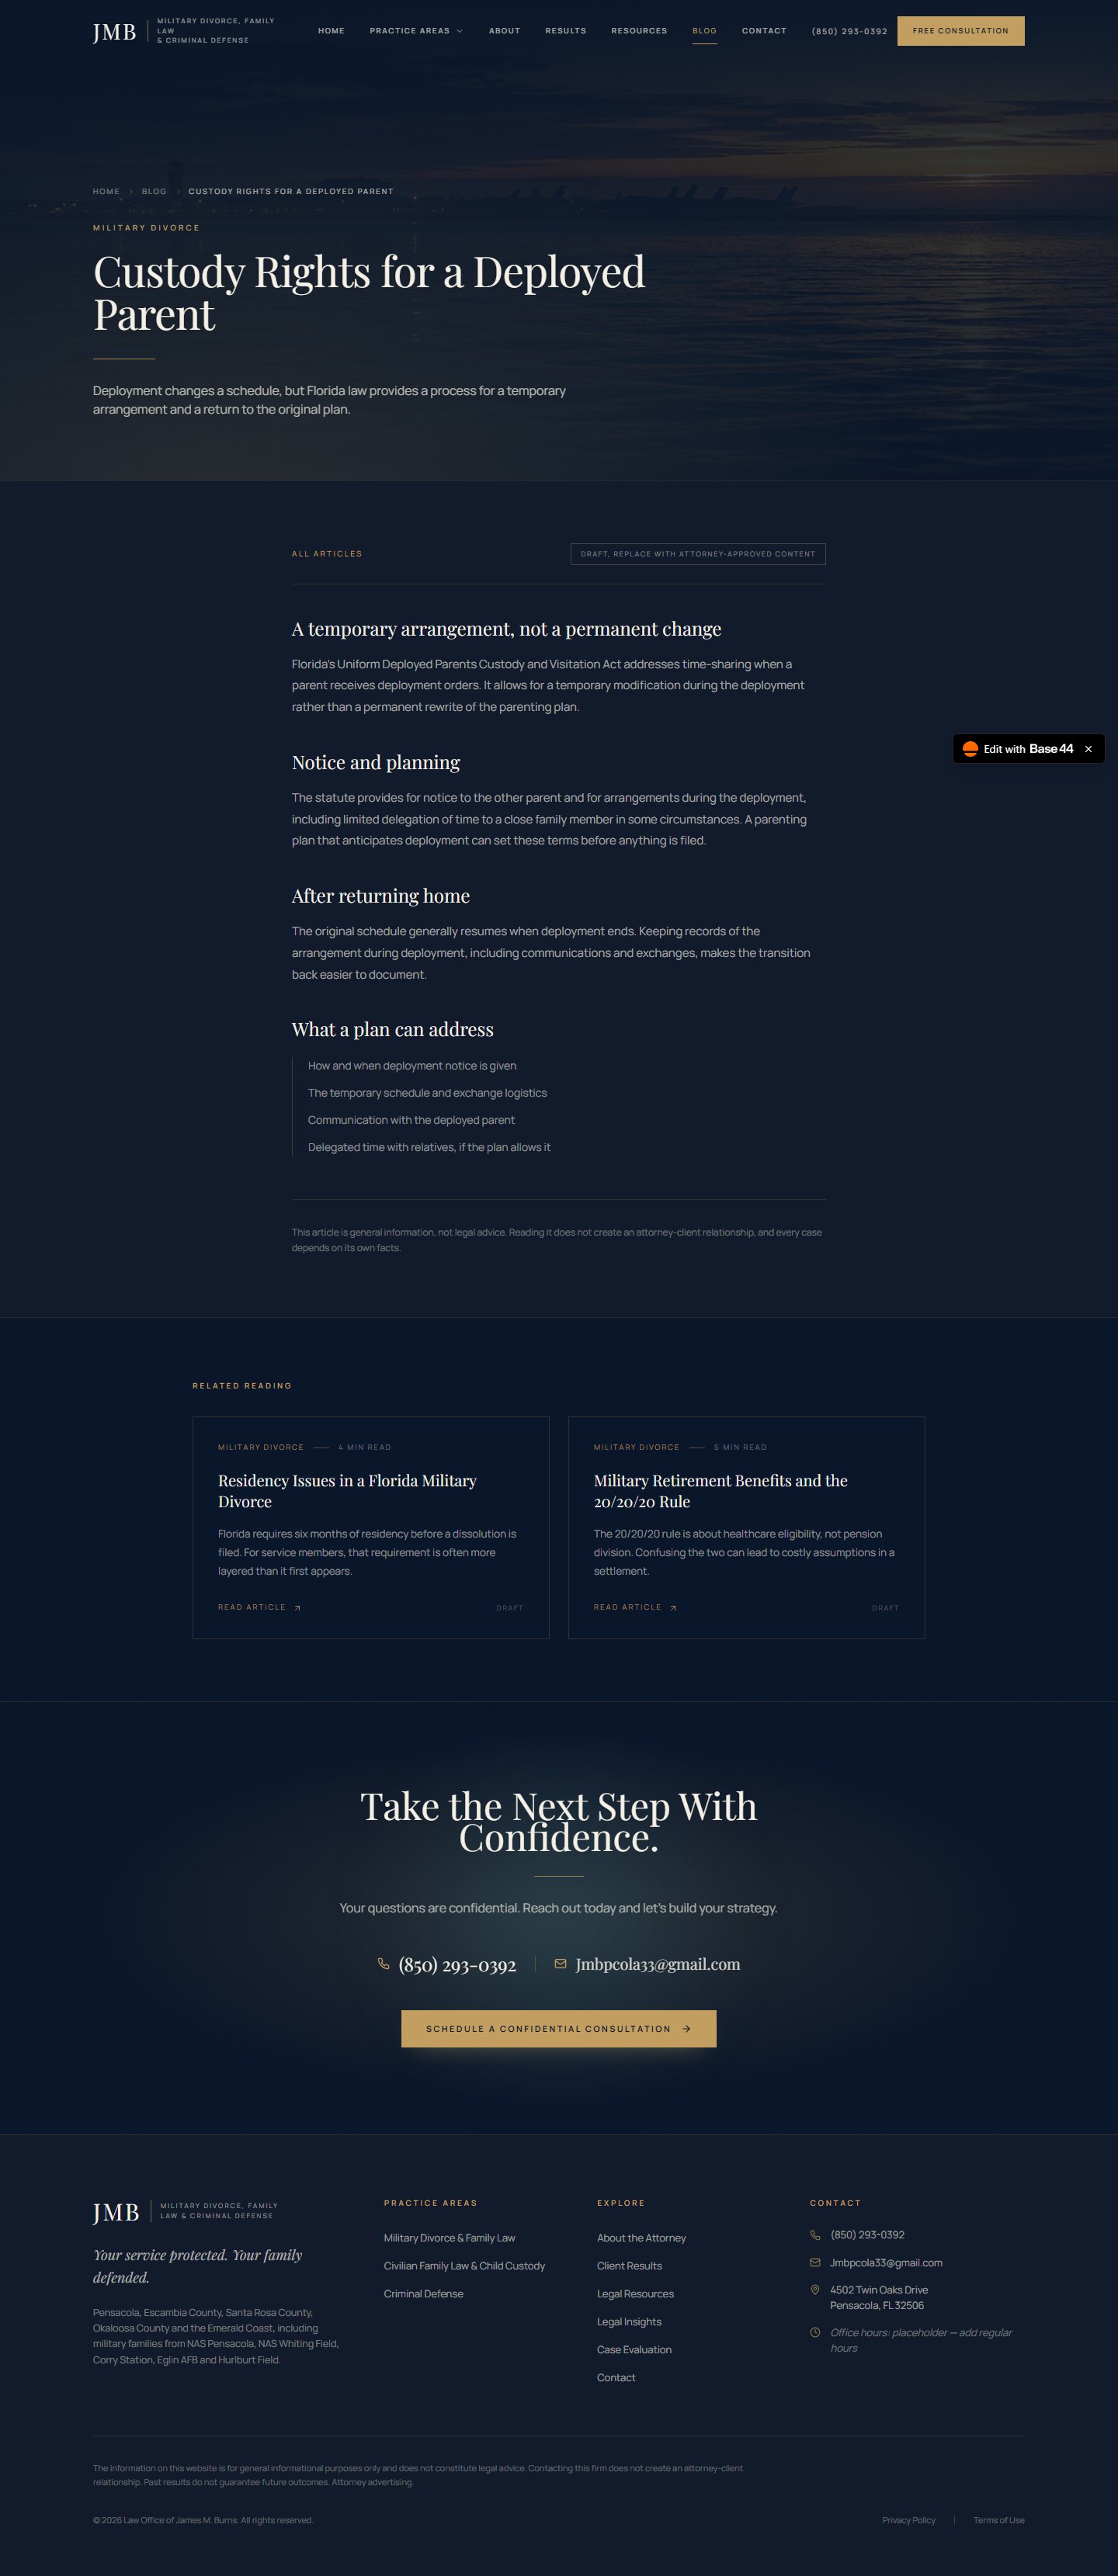 JMB
MILITARY DIVORCE, FAMILY
LAW
& CRIMINAL DEFENSE
HOME
PRACTICE AREAS
ABOUT
RESULTS
RESOURCES
BLOG
CONTACT
(850) 293-0392
FREE CONSULTATION
HOME
BLOG
CUSTODY RIGHTS FOR A DEPLOYED PARENT
MILITARY DIVORCE
Custody Rights for a Deployed
Parent
Deployment changes a schedule, but Florida law provides a process for a temporary
arrangement and a return to the original plan.
ALL ARTICLES
DRAFT, REPLACE WITH ATTORNEY-APPROVED CONTENT
A temporary arrangement, not a permanent change
Florida's Uniform Deployed Parents Custody and Visitation Act addresses time-sharing when a
parent receives deployment orders. It allows for a temporary modification during the deployment
rather than a permanent rewrite of the parenting plan.
Edit with Base44
Notice and planning
The statute provides for notice to the other parent and for arrangements during the deployment,
including limited delegation of time to a close family member in some circumstances. A parenting
plan that anticipates deployment can set these terms before anything is filed.
After returning home
The original schedule generally resumes when deployment ends. Keeping records of the
arrangement during deployment, including communications and exchanges, makes the transition
back easier to document.
What a plan can address
How and when deployment notice is given
The temporary schedule and exchange logistics
Communication with the deployed parent
Delegated time with relatives, if the plan allows it
This article is general information, not legal advice. Reading it does not create an attorney-client relationship, and every case
depends on its own facts.
RELATED READING
MILITARY DIVORCE
4 MIN READ
Residency Issues in a Florida Military
Divorce
Florida requires six months of residency before a dissolution is
filed. For service members, that requirement is often more
layered than it first appears.
READ ARTICLE
DRAFT
MILITARY DIVORCE
5 MIN READ
Military Retirement Benefits and the
20/20/20 Rule
The 20/20/20 rule is about healthcare eligibility, not pension
division. Confusing the two can lead to costly assumptions in a
settlement.
READ ARTICLE
DRAFT
Take the Next Step With
Confidence.
Your questions are confidential. Reach out today and let's build your strategy.
(850) 293-0392
Jmbpcola33@gmail.com
SCHEDULE A CONFIDENTIAL CONSULTATION
JMB
MILITARY DIVORCE, FAMILY
LAW & CRIMINAL DEFENSE
Your service protected. Your family
defended.
Pensacola, Escambia County, Santa Rosa County,
Okaloosa County and the Emerald Coast, including
military families from NAS Pensacola, NAS Whiting Field,
Corry Station, Eglin AFB and Hurlburt Field.
PRACTICE AREAS
Military Divorce & Family Law
Civilian Family Law & Child Custody
Criminal Defense
EXPLORE
About the Attorney
Client Results
Legal Resources
Legal Insights
Case Evaluation
Contact
CONTACT
(850) 293-0392
Jmbpcola33@gmail.com
4502 Twin Oaks Drive
Pensacola, FL 32506
Office hours: placeholder — add regular
hours
The information on this website is for general informational purposes only and does not constitute legal advice. Contacting this firm does not create an attorney-client
relationship. Past results do not guarantee future outcomes. Attorney advertising.
© 2026 Law Office of James M. Burns. All rights reserved.
Privacy Policy
Terms of Use